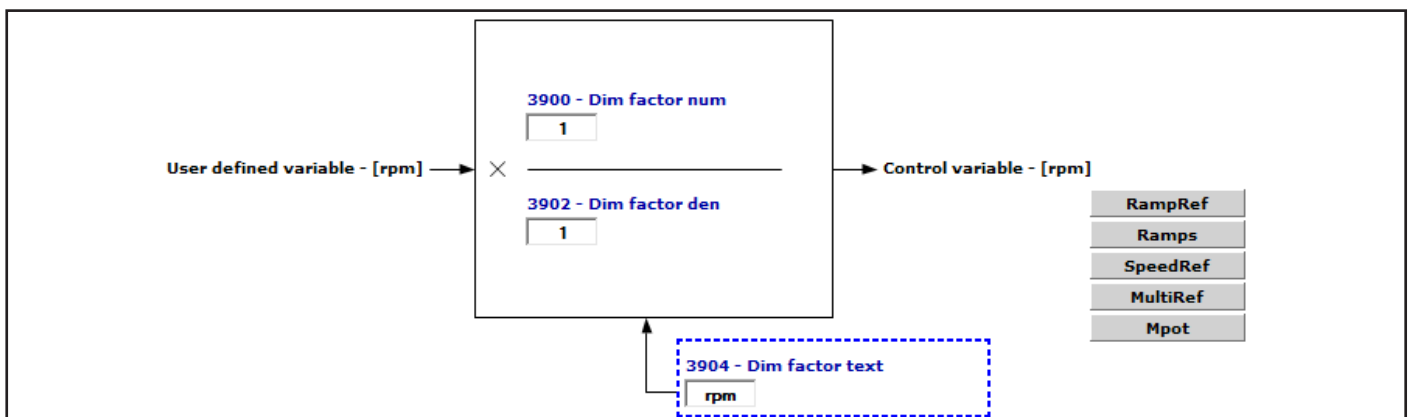 3900 - Dim factor num
1
User defined variable - [rpm]
×
Control variable - [rpm]
3902 - Dim factor den
1
RampRef
Ramps
SpeedRef
MultiRef
Mpot
3904 - Dim factor text
rpm